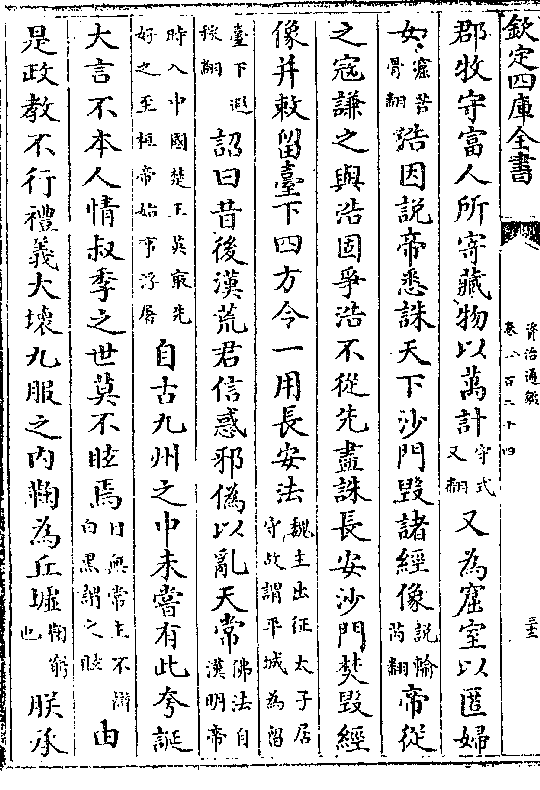 欽定四庫全書
資治通鑑
卷一百二十四
郡牧守富人所寄藏物以萬計守式又翻又為窟室以匿婦
女窟苦骨翻浩因說帝悉誅天下沙門毁諸經像說輸芮翻帝從
之寇謙之與浩固爭浩不從先盡誅長安沙門焚毁經
像并敕留臺下四方令一用長安法魏主出征太子居守故謂平城為留
臺下遐稼翻詔曰昔後漢荒君信惑邪偽以亂天常佛法自漢明帝
時入中國楚王英最先好之至桓帝始事浮屠自古九州之中未嘗有此夸誕
大言不本人情叔季之世莫不眩焉目無常主不辨白黑謂之眩由
是政教不行禮義大壞九服之内鞠為丘墟鞠窮也朕承